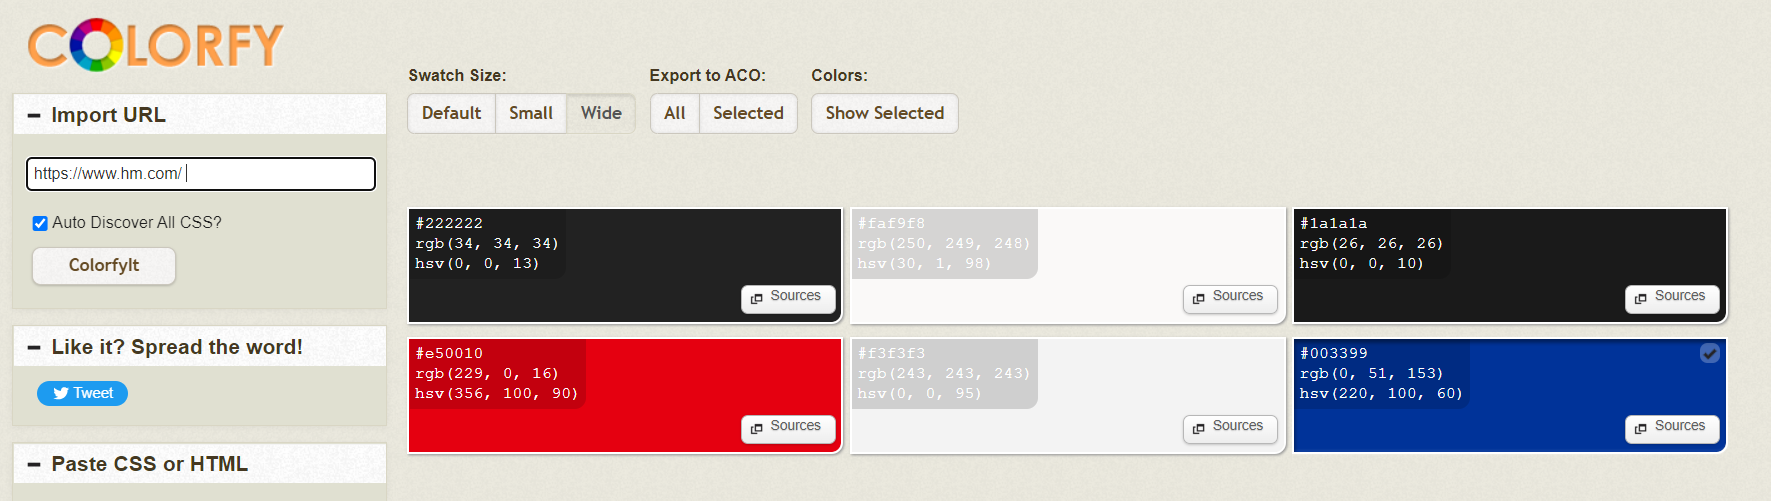 COLORFY
Import URL
https://www.hm.com/
Auto Discover All CSS?
ColorfyIt
Like it? Spread the word!
Tweet
Paste CSS or HTML
Swatch Size:
Default Small Wide
Export to ACO:
All Selected
Colors:
Show Selected
#222222
rgb(34, 34, 34)
hsv(0, 0, 13)
Sources
#faf9f8
rgb(250, 249, 248)
hsv(30, 1, 98)
Sources
#1a1a1a
rgb(26, 26, 26)
hsv(0, 0, 10)
Sources
#e50010
rgb(229, 0, 16)
hsv(356, 100, 90)
Sources
#f3f3f3
rgb(243, 243, 243)
hsv(0, 0, 95)
Sources
#003399
rgb(0, 51, 153)
hsv(220, 100, 60)
Sources